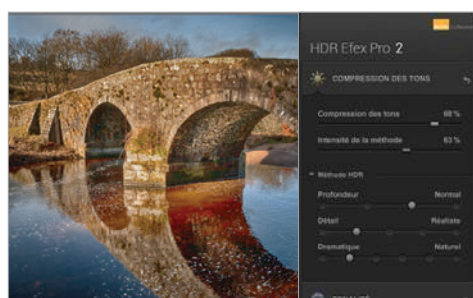 HDR Efex Pro 2
COMPRESSION DES TONS
Compression des tons 68 %
Intensité de la méthode 63 %
Méthode HDR
Profondeur Normal
Détail Réaliste
Dramatique Naturel
TONALITÉ